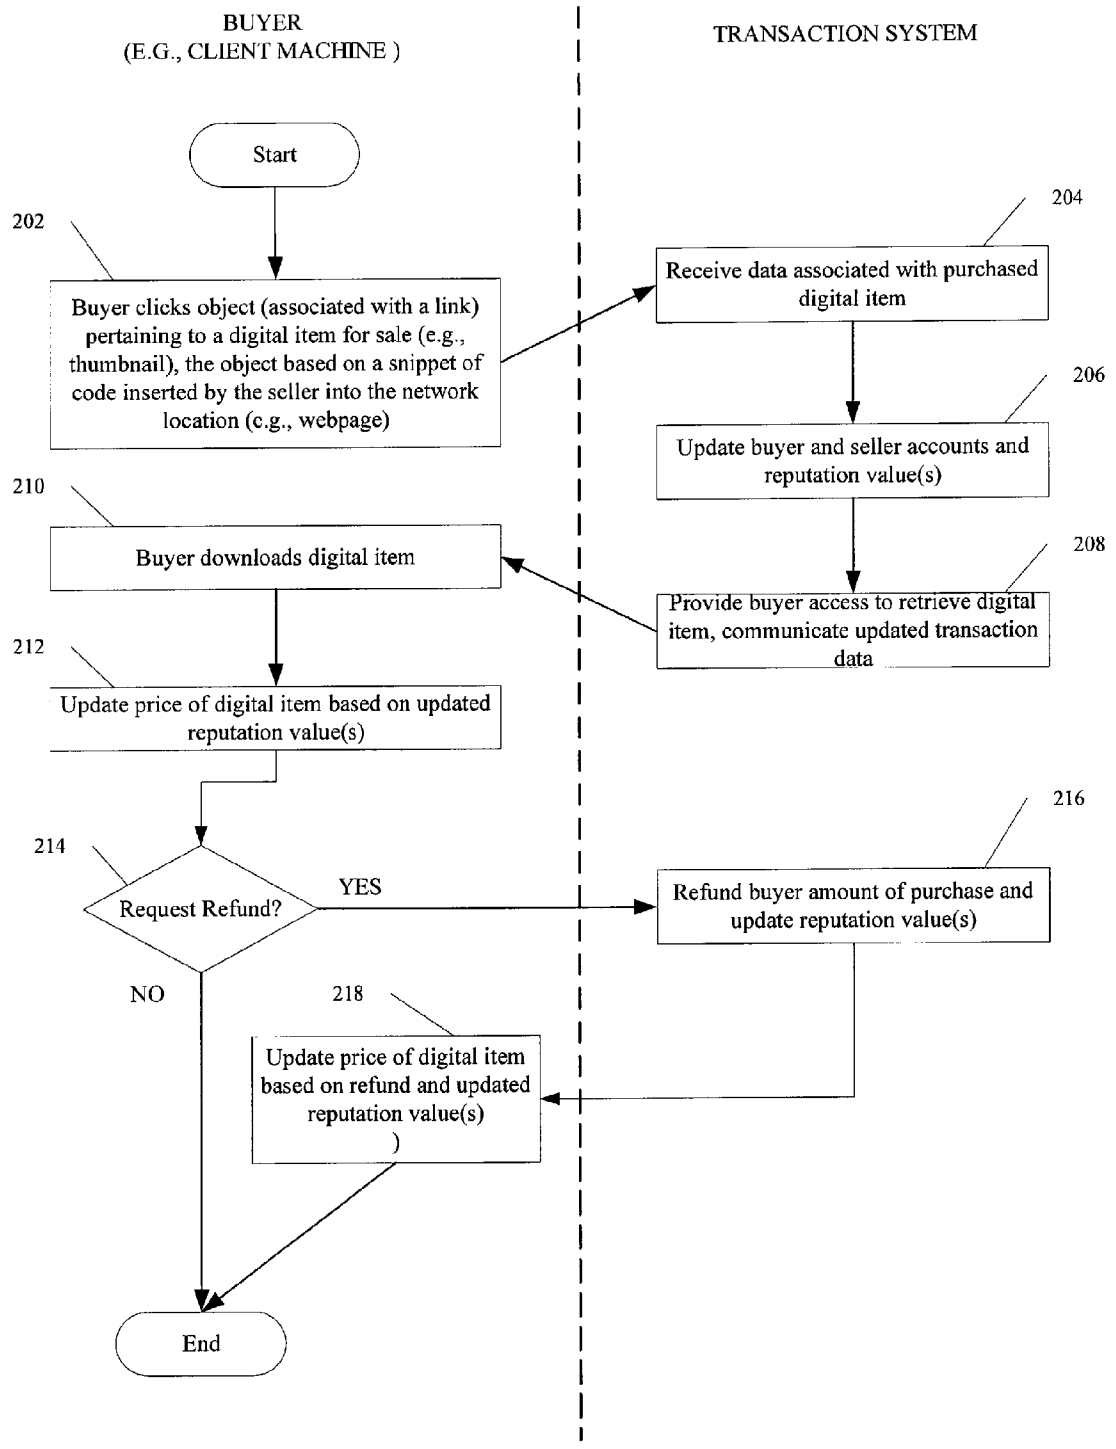 BUYER
(E.G., CLIENT MACHINE )
TRANSACTION SYSTEM
Start
202
Buyer clicks object (associated with a link)
pertaining to a digital item for sale (e.g.,
thumbnail), the object based on a snippet of
code inserted by the seller into the network
location (e.g., webpage)
204
Receive data associated with purchased
digital item
206
Update buyer and seller accounts and
reputation value(s)
208
Provide buyer access to retrieve digital
item, communicate updated transaction
data
210
Buyer downloads digital item
212
Update price of digital item based on updated
reputation value(s)
214
Request Refund?
YES
NO
216
Refund buyer amount of purchase and
update reputation value(s)
218
Update price of digital item
based on refund and updated
reputation value(s)
)
End